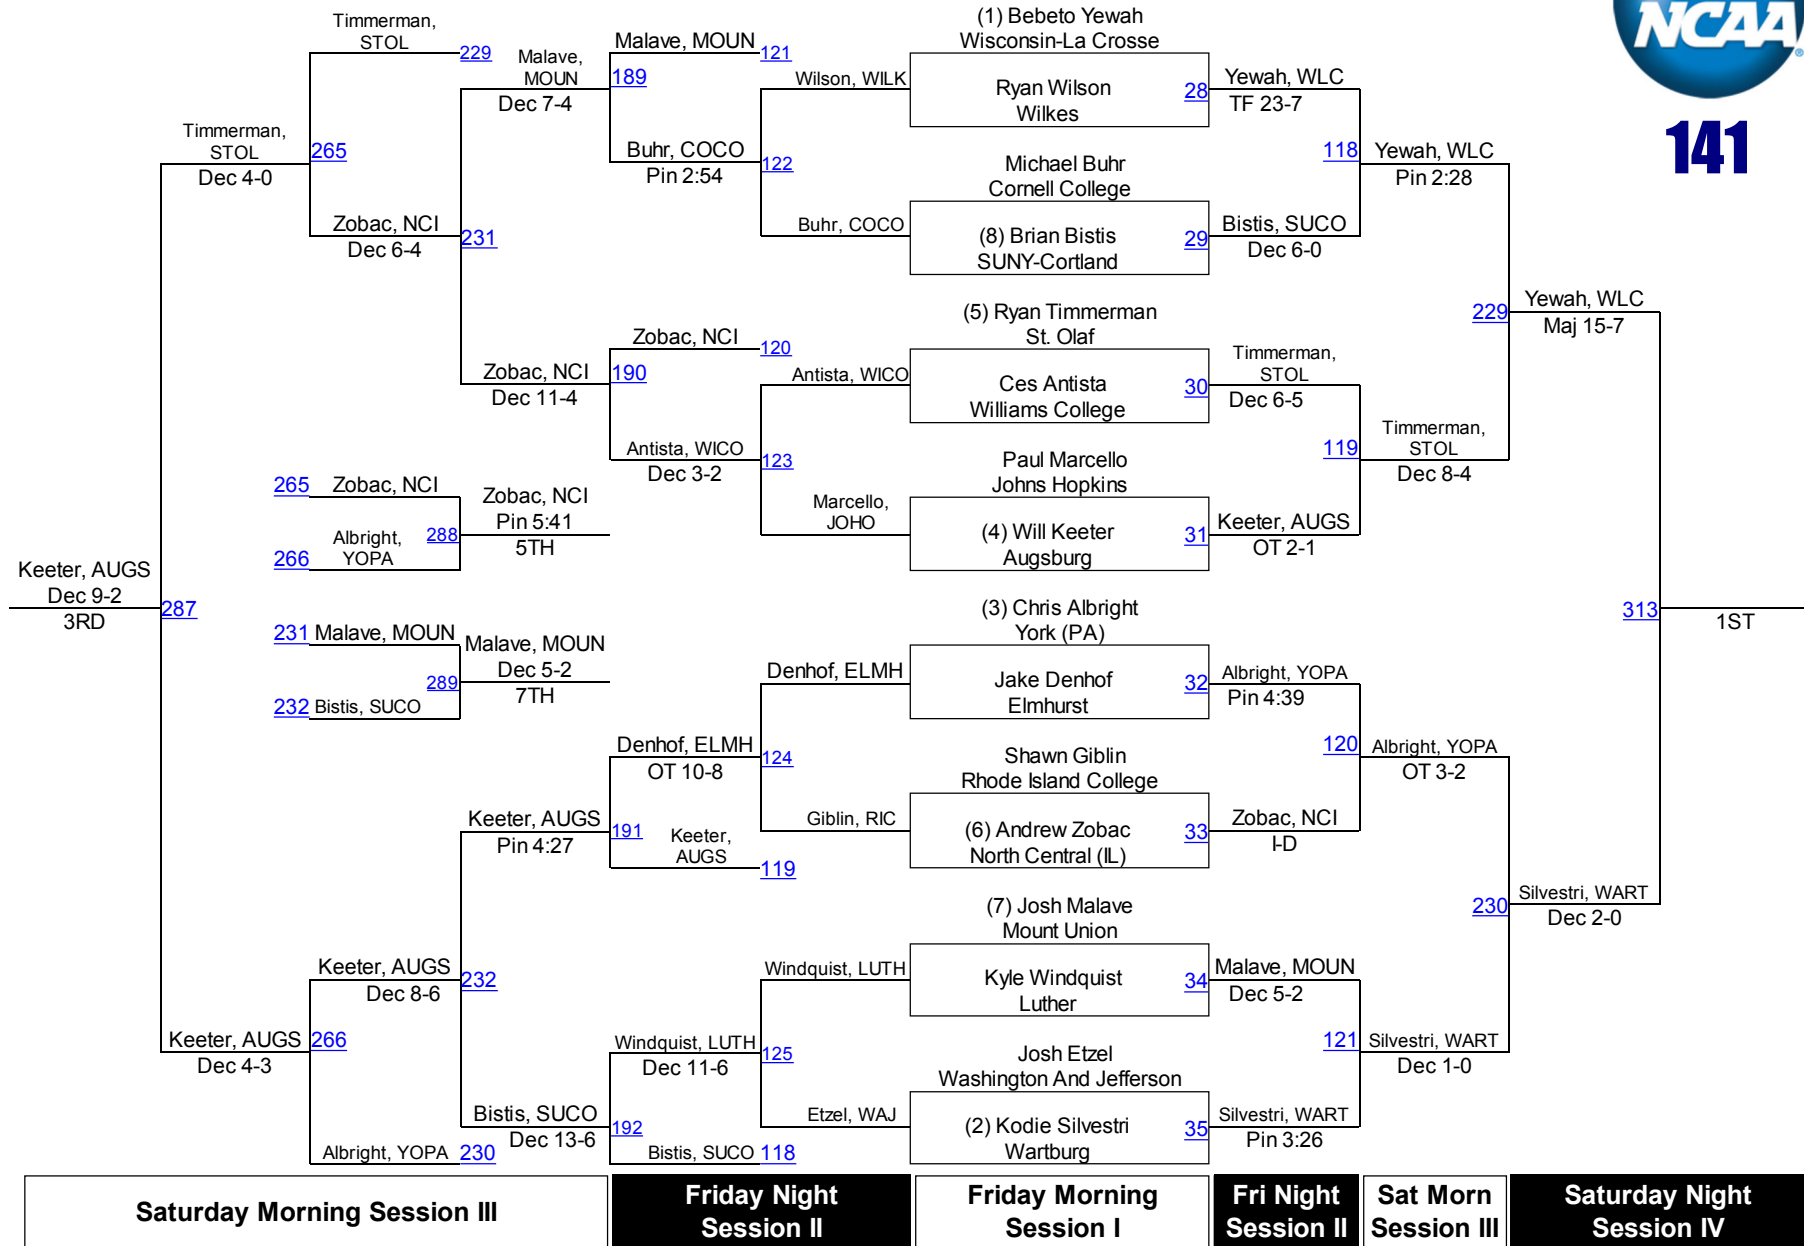 NCAA
141
(1) Bebeto Yewah
Wisconsin-La Crosse
Ryan Wilson
Wilkes
28
Michael Buhr
Cornell College
(8) Brian Bistis
SUNY-Cortland
29
(5) Ryan Timmerman
St. Olaf
Ces Antista
Williams College
30
Paul Marcello
Johns Hopkins
(4) Will Keeter
Augsburg
31
(3) Chris Albright
York (PA)
Jake Denhof
Elmhurst
32
Shawn Giblin
Rhode Island College
(6) Andrew Zobac
North Central (IL)
33
(7) Josh Malave
Mount Union
Kyle Windquist
Luther
34
Josh Etzel
Washington And Jefferson
(2) Kodie Silvestri
Wartburg
35
Yewah, WLC
TF 23-7
118
Bistis, SUCO
Dec 6-0
Timmerman,
STOL
Dec 6-5
119
Keeter, AUGS
OT 2-1
Albright, YOPA
Pin 4:39
120
Zobac, NCI
I-D
Malave, MOUN
Dec 5-2
121
Silvestri, WART
Pin 3:26
Yewah, WLC
Pin 2:28
229
Timmerman,
STOL
Dec 8-4
Albright, YOPA
OT 3-2
230
Silvestri, WART
Dec 1-0
Yewah, WLC
Maj 15-7
313
Silvestri, WART
Dec 2-0
1ST
Wilson, WILK
122
Buhr, COCO
Antista, WICO
123
Marcello,
JOHO
Denhof, ELMH
124
Giblin, RIC
Windquist, LUTH
125
Etzel, WAJ
Malave, MOUN
121
189
Buhr, COCO
Pin 2:54
Zobac, NCI
120
190
Antista, WICO
Dec 3-2
Denhof, ELMH
OT 10-8
191
Keeter,
AUGS
119
Windquist, LUTH
Dec 11-6
192
Bistis, SUCO
118
Malave,
MOUN
Dec 7-4
231
Zobac, NCI
Dec 11-4
Keeter, AUGS
Pin 4:27
232
Bistis, SUCO
Dec 13-6
Timmerman,
STOL
229
265
Zobac, NCI
Dec 6-4
Keeter, AUGS
Dec 8-6
266
Albright, YOPA
230
Timmerman,
STOL
Dec 4-0
287
Keeter, AUGS
Dec 4-3
Keeter, AUGS
Dec 9-2
3RD
265
Zobac, NCI
266
Albright,
YOPA
288
Zobac, NCI
Pin 5:41
5TH
231
Malave, MOUN
232
Bistis, SUCO
289
Malave, MOUN
Dec 5-2
7TH
Saturday Morning Session III
Friday Night
Session II
Friday Morning
Session I
Fri Night
Session II
Sat Morn
Session III
Saturday Night
Session IV